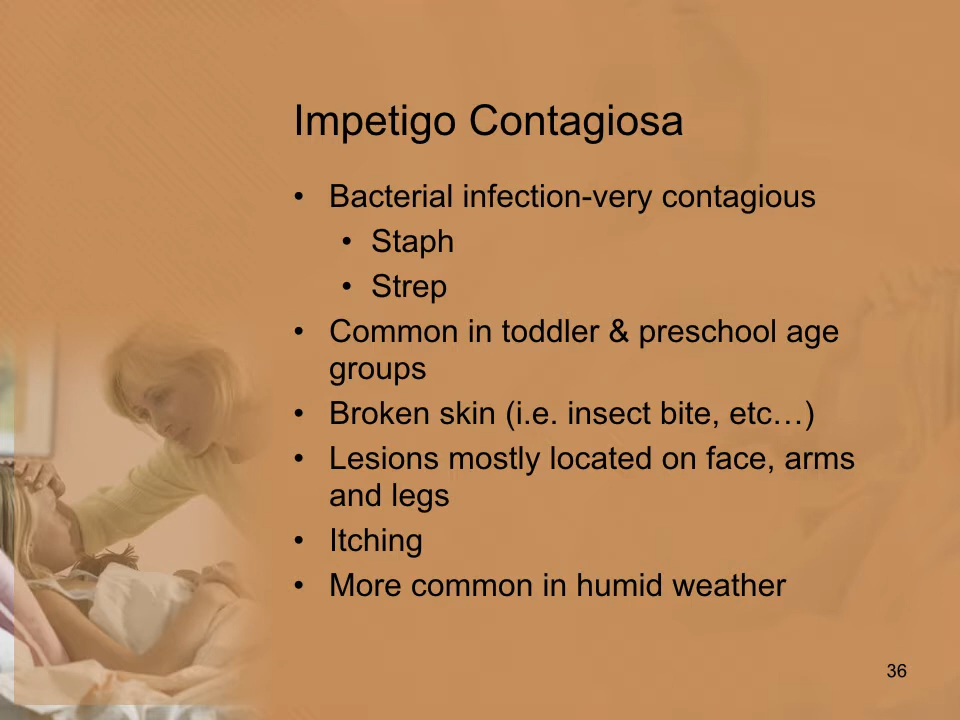 Impetigo Contagiosa
• Bacterial infection-very contagious
• Staph
• Strep
• Common in toddler & preschool age
groups
• Broken skin (i.e. insect bite, etc…)
• Lesions mostly located on face, arms
and legs
• Itching
• More common in humid weather
36